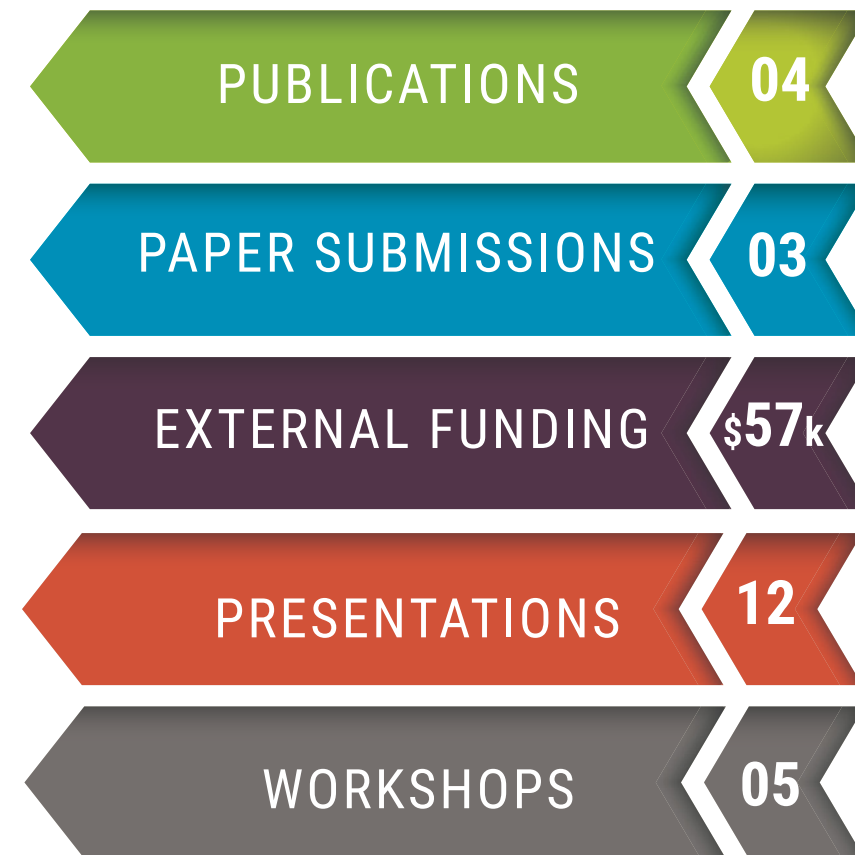 PUBLICATIONS 04
PAPER SUBMISSIONS 03
EXTERNAL FUNDING $57k
PRESENTATIONS 12
WORKSHOPS 05